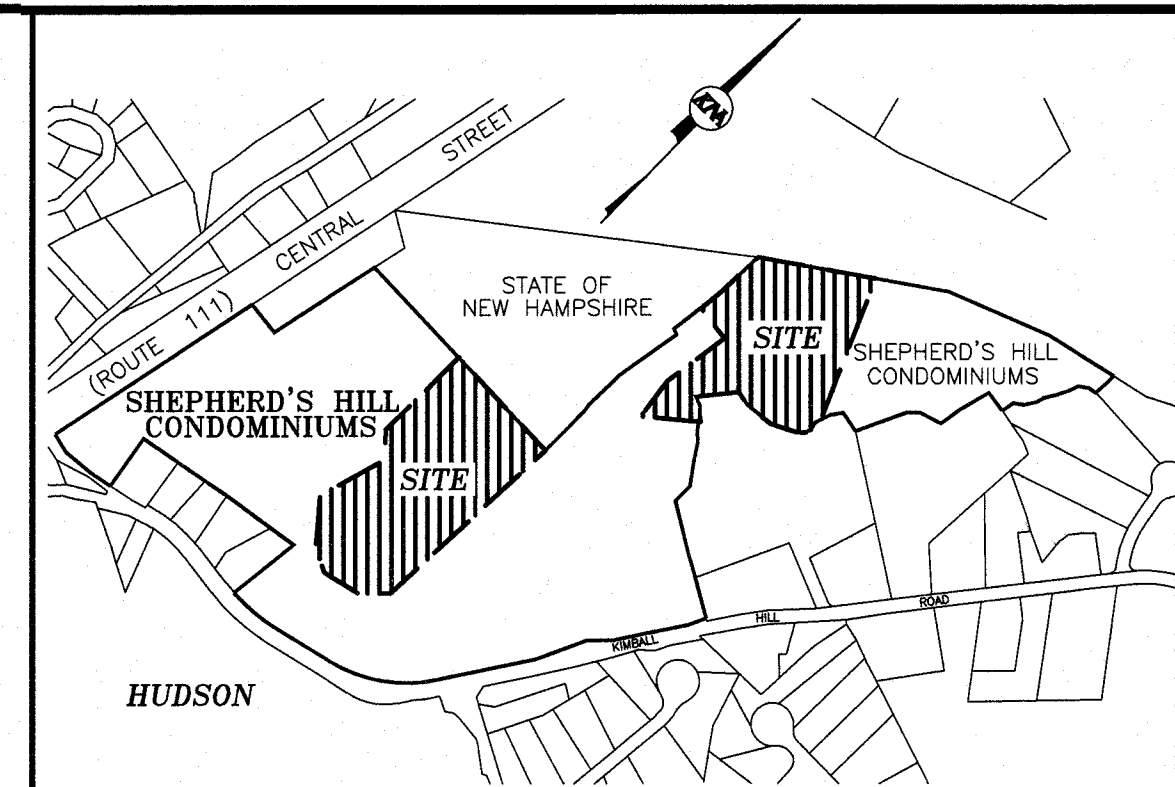 KNA
CENTRAL STREET
(ROUTE 111)
STATE OF
NEW HAMPSHIRE
SITE
SHEPHERD'S HILL
CONDOMINIUMS
SHEPHERD'S HILL
CONDOMINIUMS
SITE
KIMBALL HILL ROAD
HUDSON